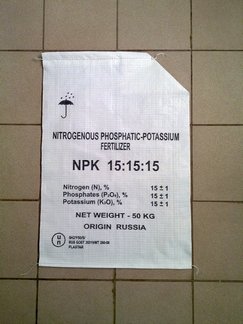 NITROGENOUS PHOSPHATIC-POTASSIUM
FERTILIZER
NPK 15:15:15
Nitrogen (N), % 15 ± 1
Phosphates (P₂O₅), % 15 ± 1
Potassium (K₂O), % 15 ± 1
NET WEIGHT - 50 KG
ORIGIN RUSSIA